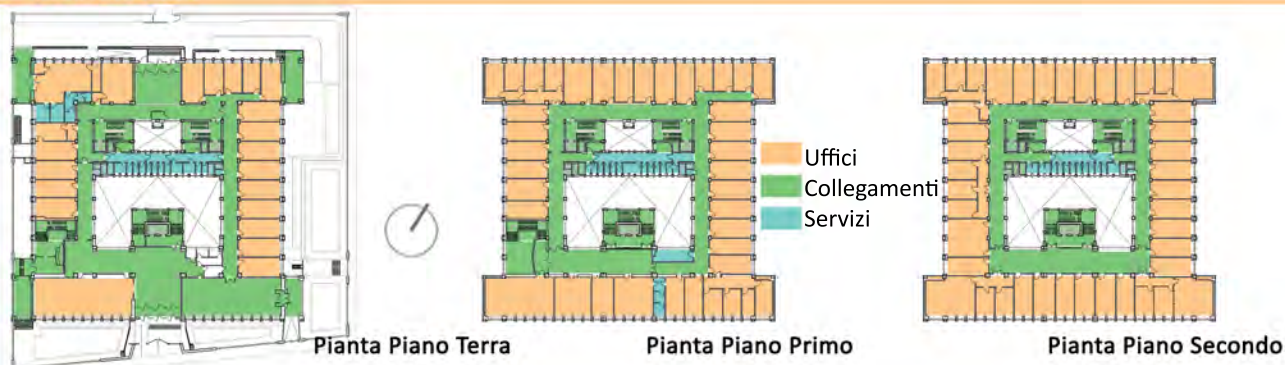 Uffici
Collegamenti
Servizi
Pianta Piano Terra
Pianta Piano Primo
Pianta Piano Secondo